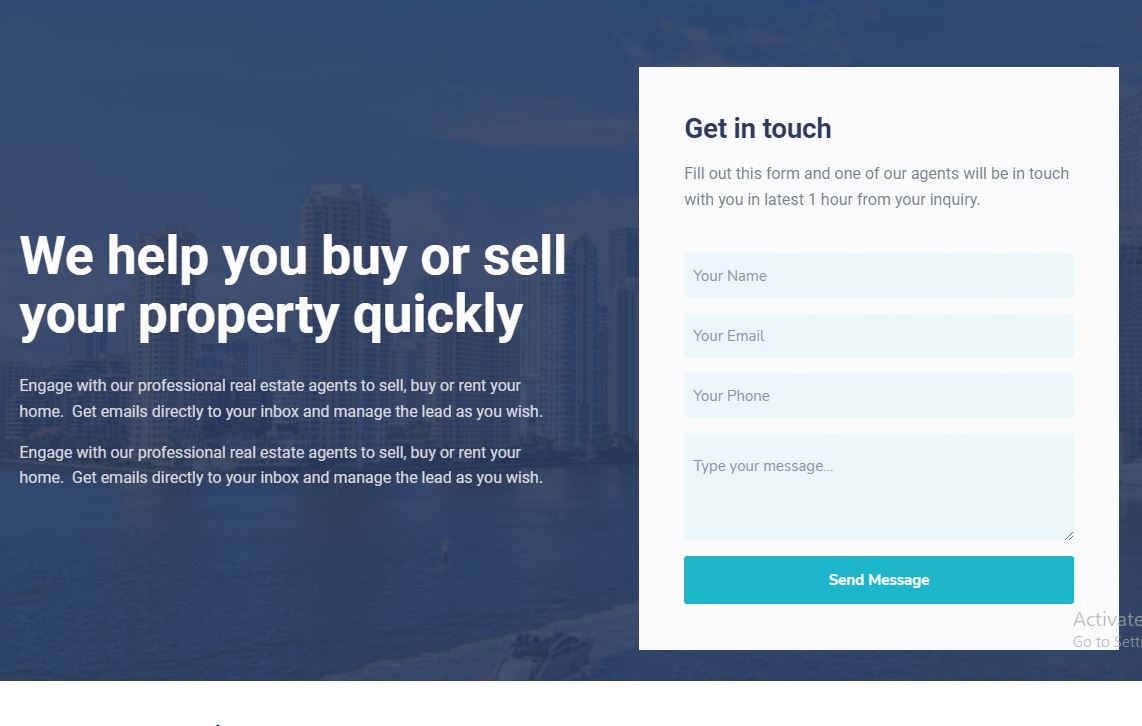 We help you buy or sell
your property quickly
Engage with our professional real estate agents to sell, buy or rent your
home.  Get emails directly to your inbox and manage the lead as you wish.
Engage with our professional real estate agents to sell, buy or rent your
home.  Get emails directly to your inbox and manage the lead as you wish.
Get in touch
Fill out this form and one of our agents will be in touch
with you in latest 1 hour from your inquiry.
Your Name
Your Email
Your Phone
Type your message...
Send Message
Activate
Go to Setti